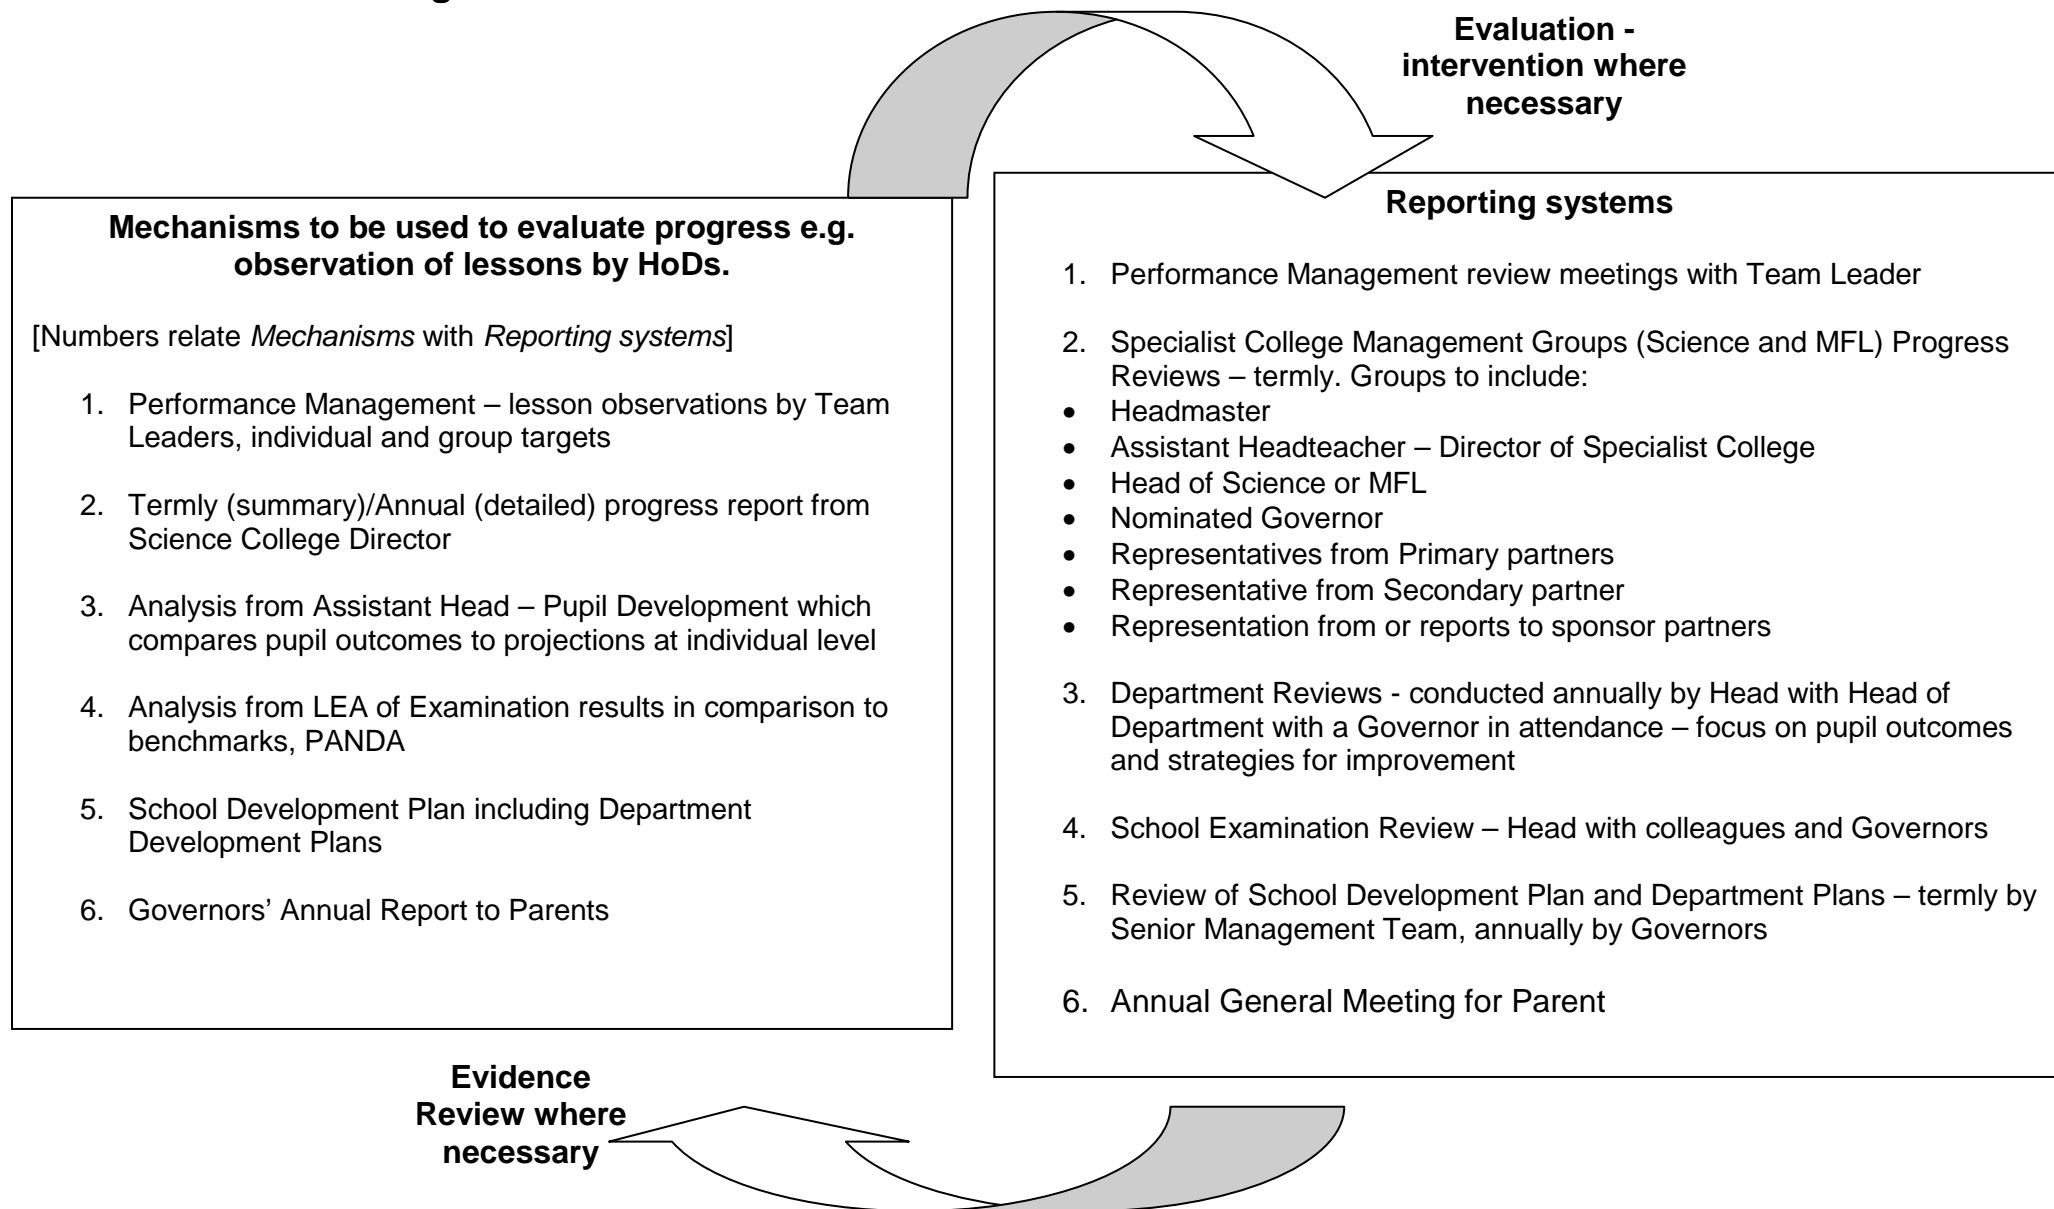 Evaluation -
intervention where
necessary
Mechanisms to be used to evaluate progress e.g.
observation of lessons by HoDs.
[Numbers relate Mechanisms with Reporting systems]
1. Performance Management – lesson observations by Team
Leaders, individual and group targets
2. Termly (summary)/Annual (detailed) progress report from
Science College Director
3. Analysis from Assistant Head – Pupil Development which
compares pupil outcomes to projections at individual level
4. Analysis from LEA of Examination results in comparison to
benchmarks, PANDA
5. School Development Plan including Department
Development Plans
6. Governors’ Annual Report to Parents
Reporting systems
1. Performance Management review meetings with Team Leader
2. Specialist College Management Groups (Science and MFL) Progress
Reviews – termly. Groups to include:
• Headmaster
• Assistant Headteacher – Director of Specialist College
• Head of Science or MFL
• Nominated Governor
• Representatives from Primary partners
• Representative from Secondary partner
• Representation from or reports to sponsor partners
3. Department Reviews - conducted annually by Head with Head of
Department with a Governor in attendance – focus on pupil outcomes
and strategies for improvement
4. School Examination Review – Head with colleagues and Governors
5. Review of School Development Plan and Department Plans – termly by
Senior Management Team, annually by Governors
6. Annual General Meeting for Parent
Evidence
Review where
necessary